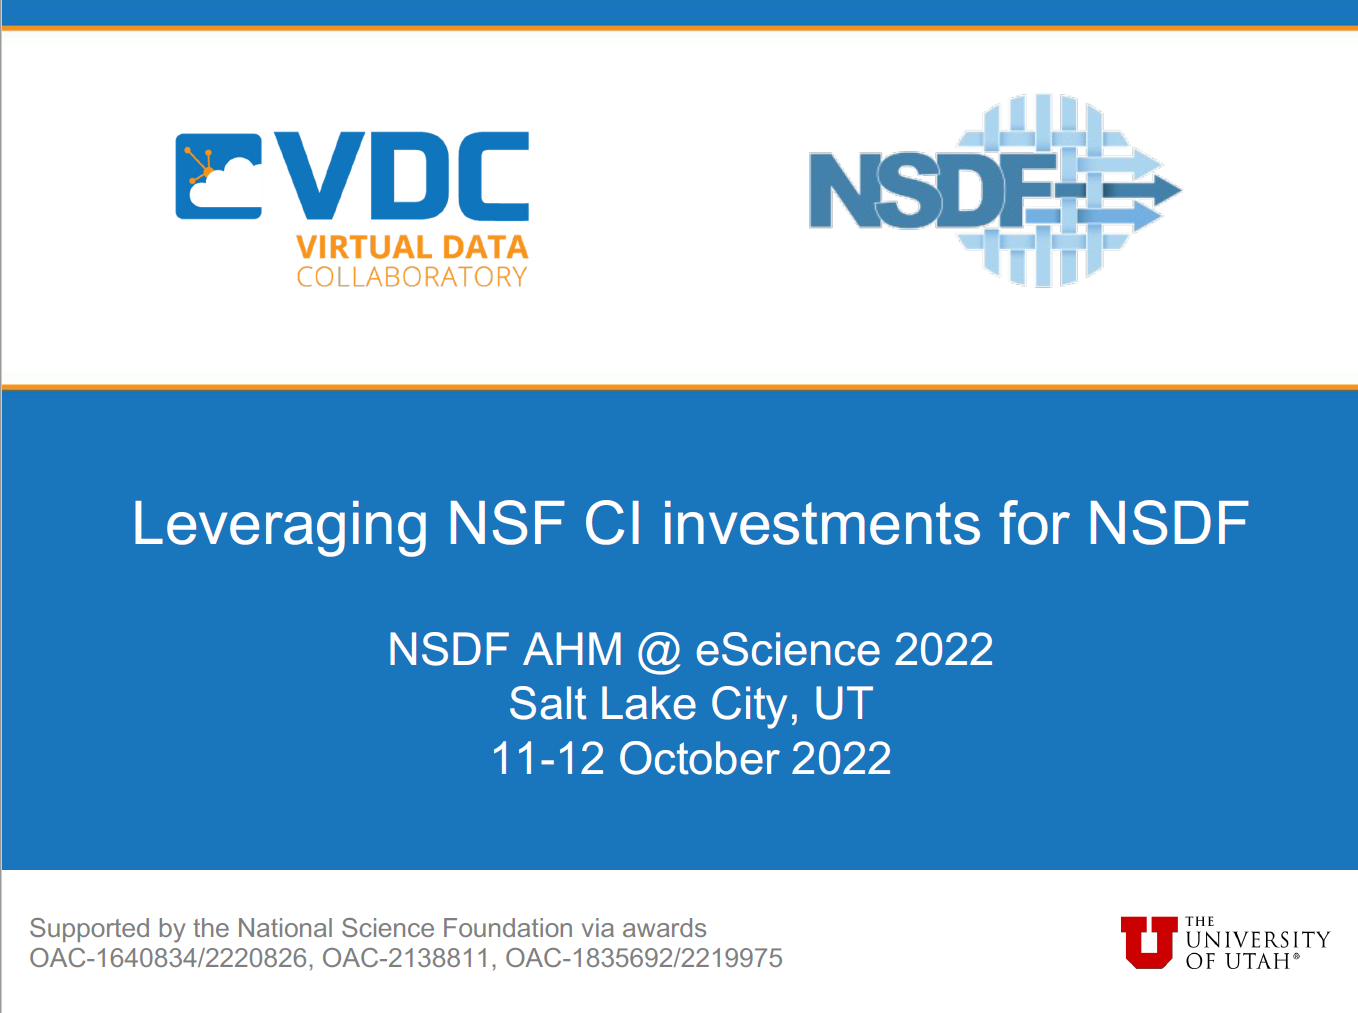 VDC
VIRTUAL DATA
COLLABORATORY
NSDF
Leveraging NSF CI investments for NSDF
NSDF AHM @ eScience 2022
Salt Lake City, UT
11-12 October 2022
Supported by the National Science Foundation via awards
OAC-1640834/2220826, OAC-2138811, OAC-1835692/2219975
U
THE
UNIVERSITY
OF UTAH®